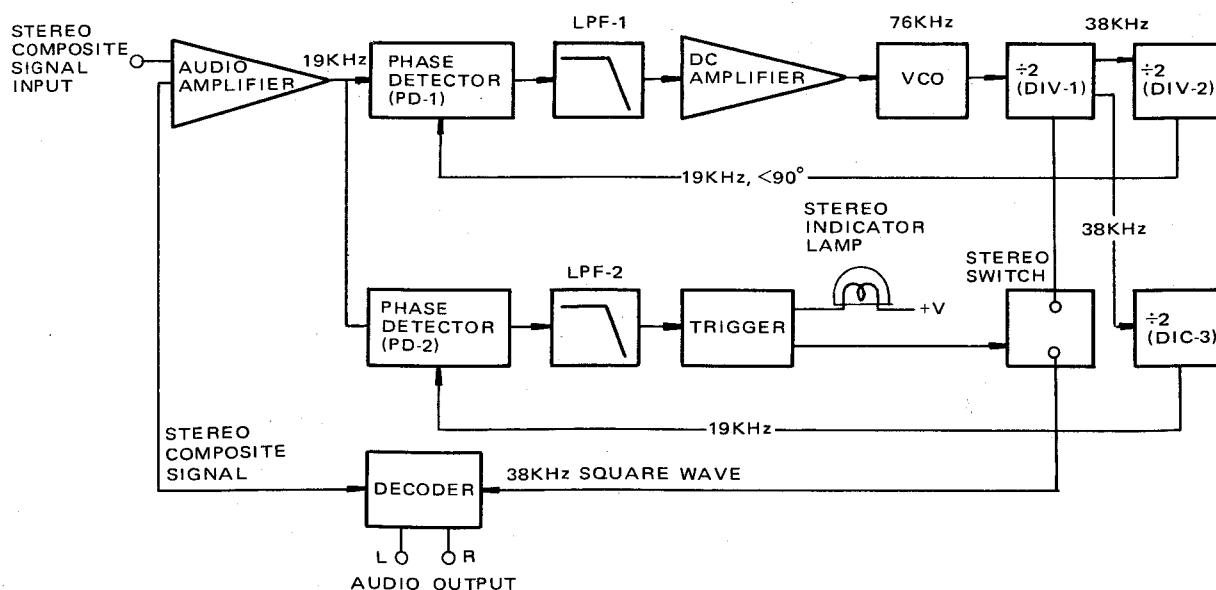 STEREO
COMPOSITE
SIGNAL
INPUT
AUDIO
AMPLIFIER
19KHz
PHASE
DETECTOR
(PD-1)
LPF-1
DC
AMPLIFIER
76KHz
VCO
÷2
(DIV-1)
38KHz
÷2
(DIV-2)
19KHz, <90°
38KHz
STEREO
INDICATOR
LAMP
+V
STEREO
SWITCH
PHASE
DETECTOR
(PD-2)
LPF-2
TRIGGER
÷2
(DIC-3)
19KHz
STEREO
COMPOSITE
SIGNAL
DECODER
38KHz SQUARE WAVE
L
R
AUDIO OUTPUT